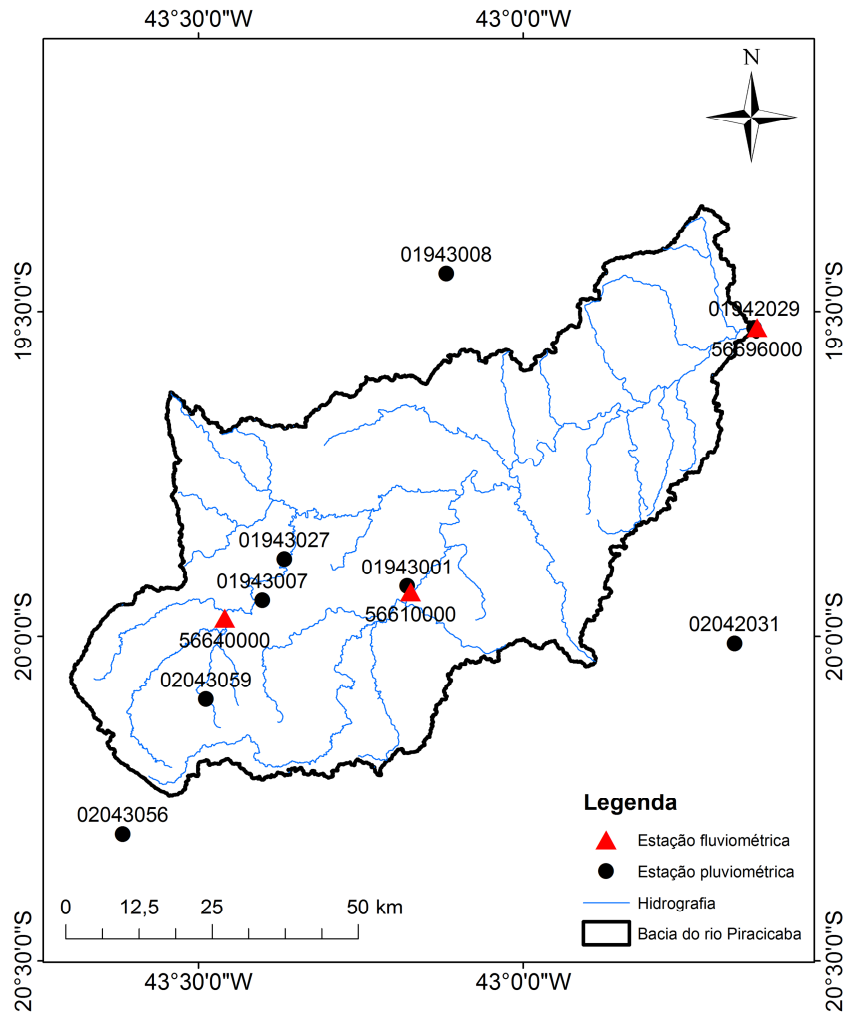 43°30'0"W 43°0'0"W
N
01943008
19°30'0"S 19°30'0"S
01942029
56696000
01943027
01943001
01943007
56610000
56640000
20°0'0"S 20°0'0"S
02042031
02043059
02043056
Legenda
Estação fluviométrica
Estação pluviométrica
Hidrografia
Bacia do rio Piracicaba
0 12,5 25 50 km
20°30'0"S 20°30'0"S
43°30'0"W 43°0'0"W